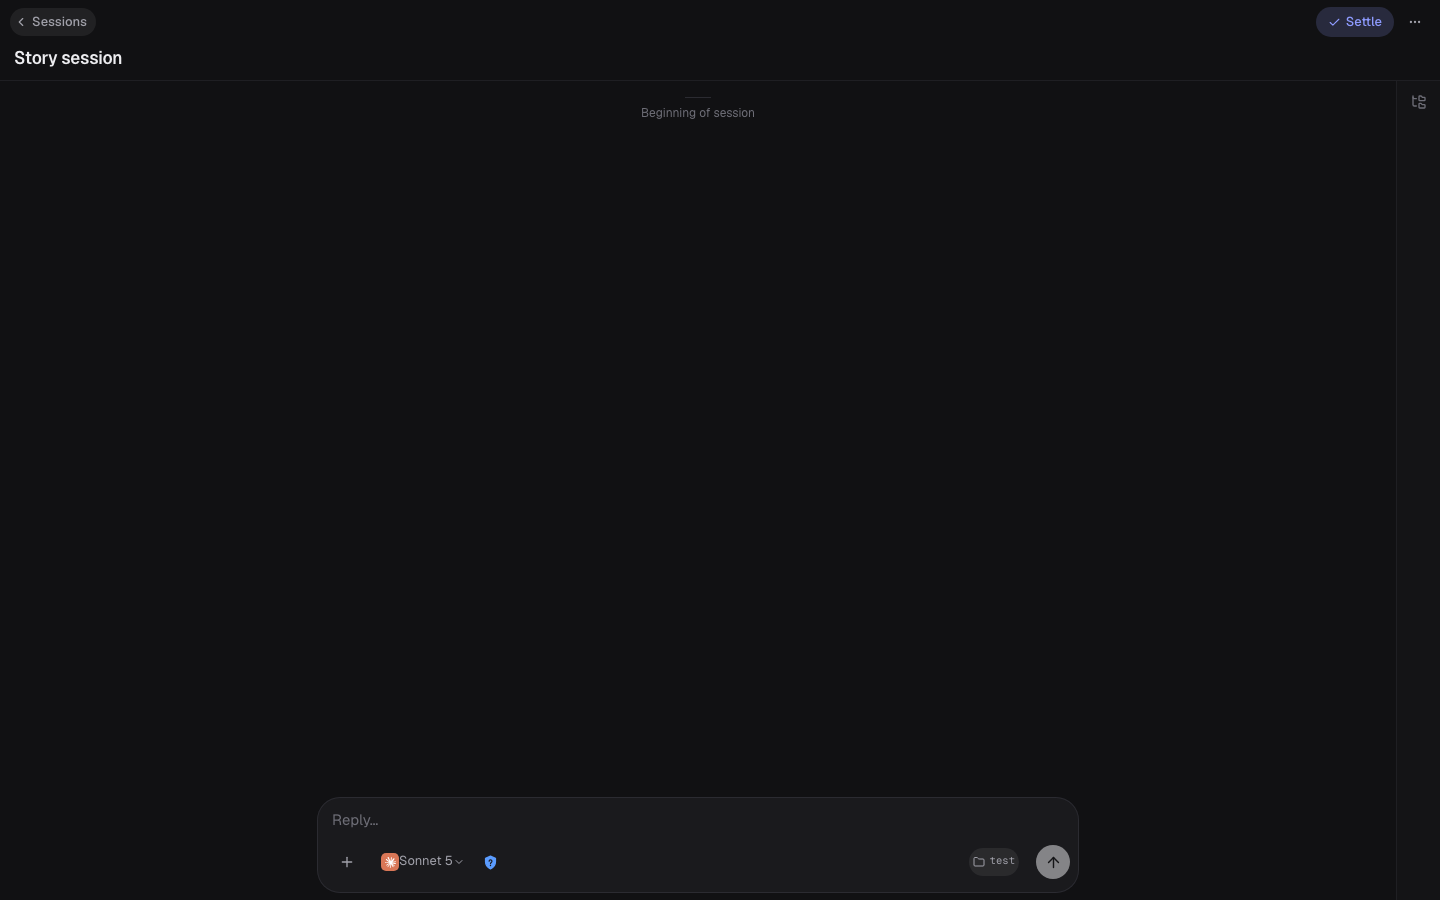 Sessions
Settle
Story session
Beginning of session
Reply...
Sonnet 5
test